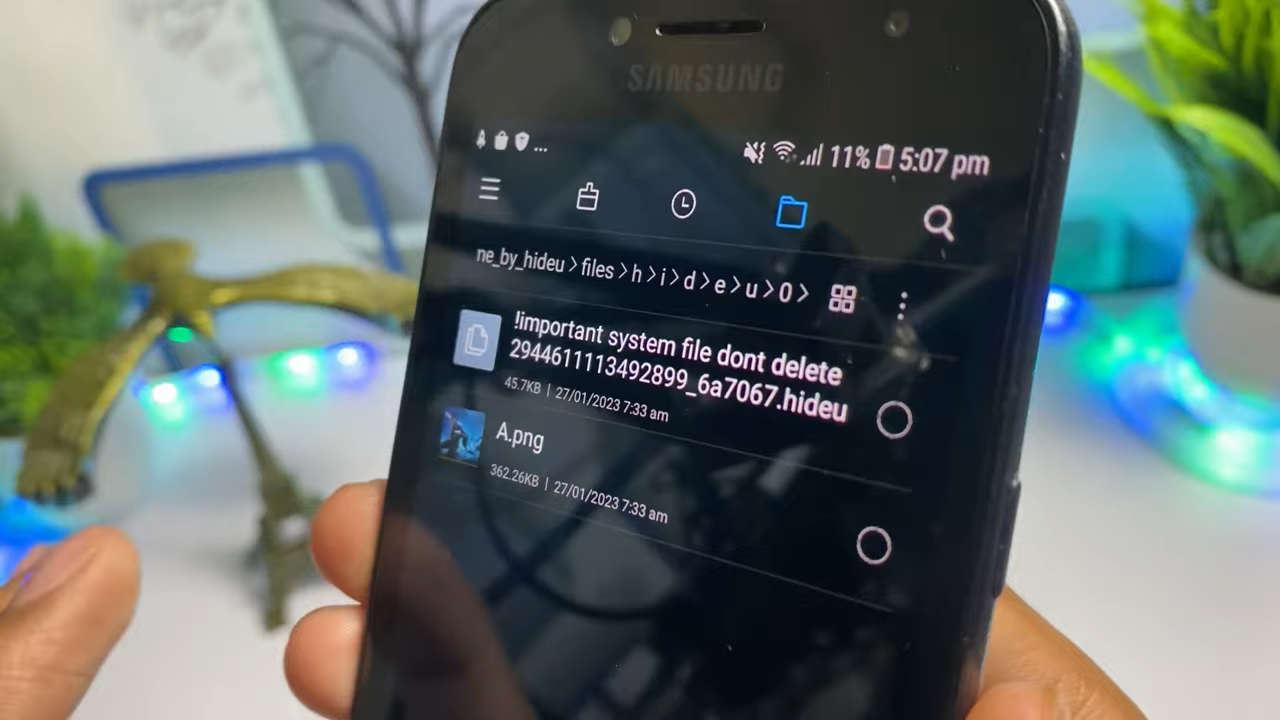 SAMSUNG
... 11% 5:07 pm
ne_by_hideu > files > h > i > d > e > u > 0 >
!important system file dont delete
2944611113492899_6a7067.hideu
45.7KB | 27/01/2023 7:33 am
A.png
362.26KB | 27/01/2023 7:33 am